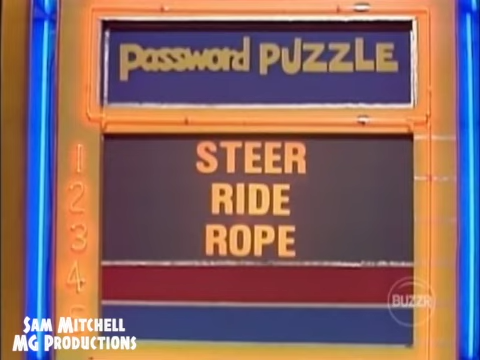 password PUZZLE
1 STEER
2 RIDE
3 ROPE
4
BUZZR
SAM MITCHELL
MG PRODUCTIONS